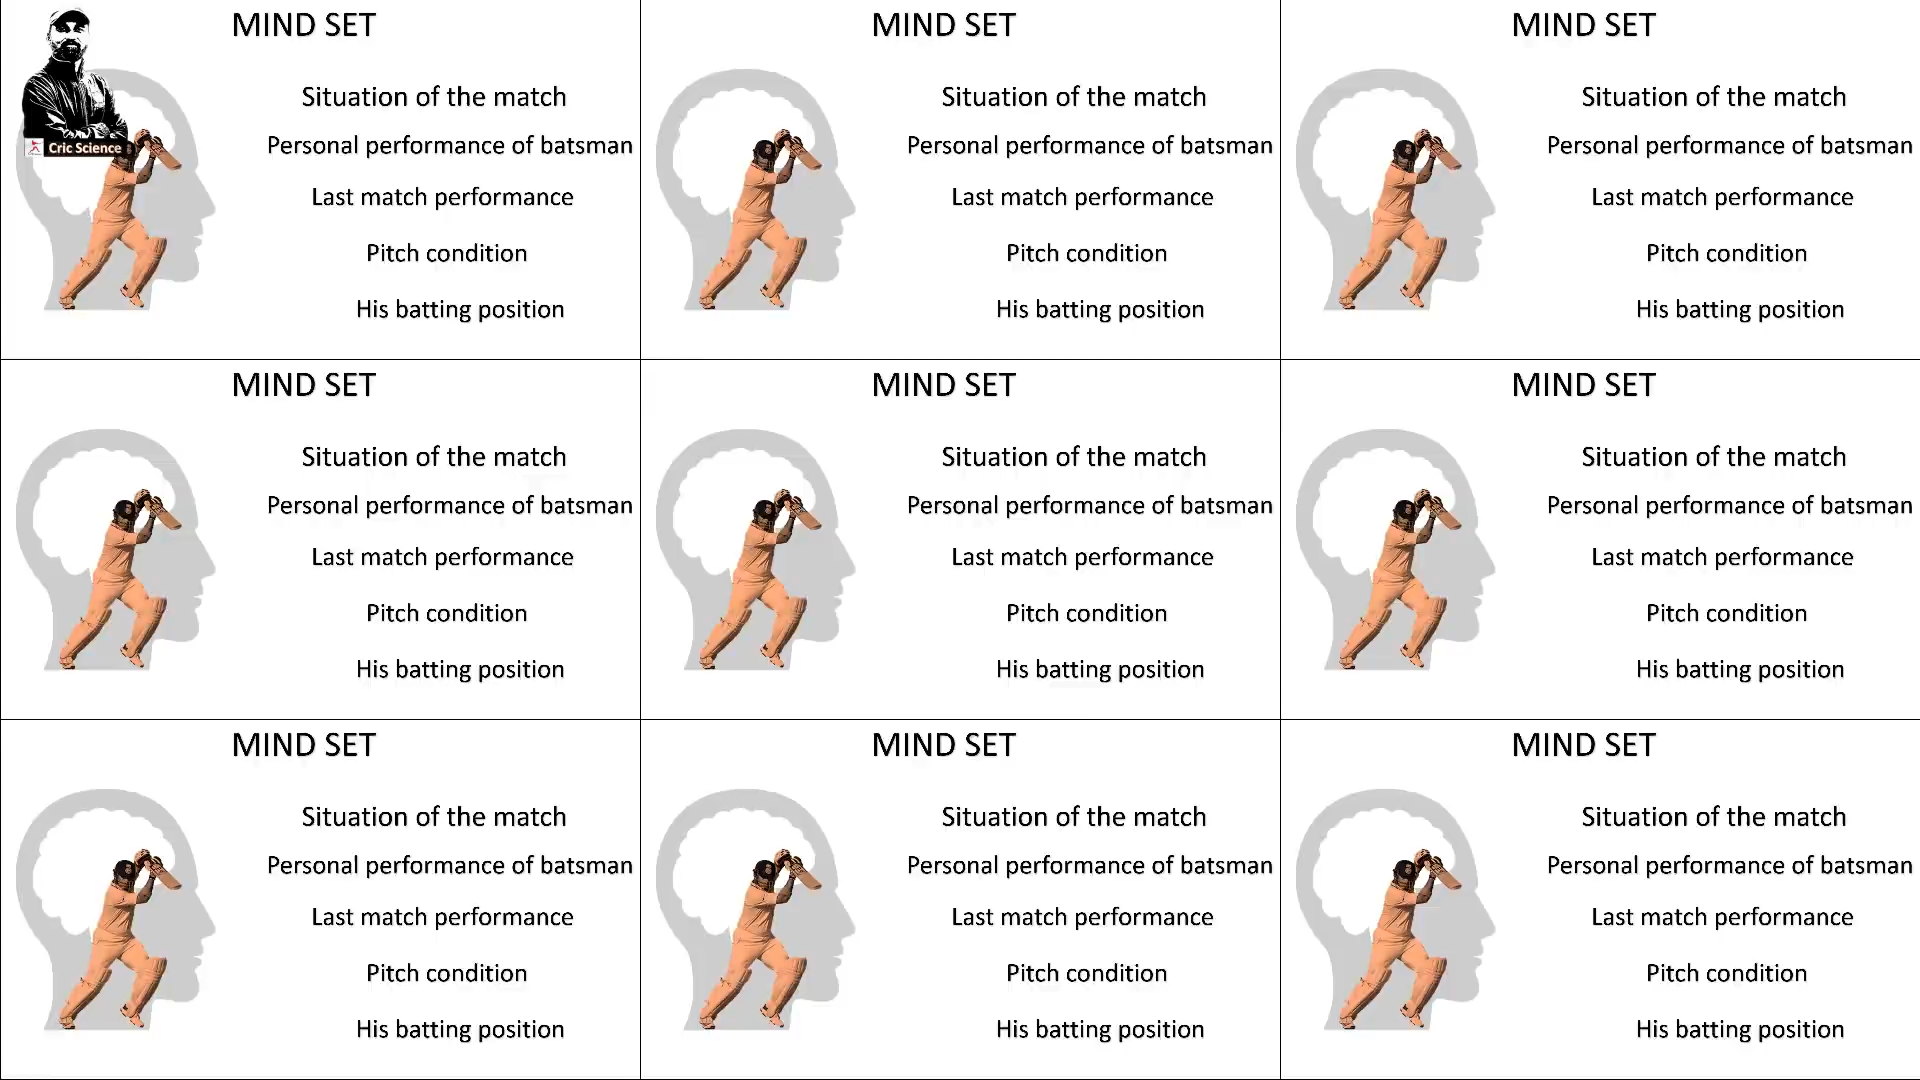 MIND SET
Situation of the match
Personal performance of batsman
Cric Science
Last match performance
Pitch condition
His batting position
MIND SET
Situation of the match
Personal performance of batsman
Last match performance
Pitch condition
His batting position
MIND SET
Situation of the match
Personal performance of batsman
Last match performance
Pitch condition
His batting position
MIND SET
Situation of the match
Personal performance of batsman
Last match performance
Pitch condition
His batting position
MIND SET
Situation of the match
Personal performance of batsman
Last match performance
Pitch condition
His batting position
MIND SET
Situation of the match
Personal performance of batsman
Last match performance
Pitch condition
His batting position
MIND SET
Situation of the match
Personal performance of batsman
Last match performance
Pitch condition
His batting position
MIND SET
Situation of the match
Personal performance of batsman
Last match performance
Pitch condition
His batting position
MIND SET
Situation of the match
Personal performance of batsman
Last match performance
Pitch condition
His batting position